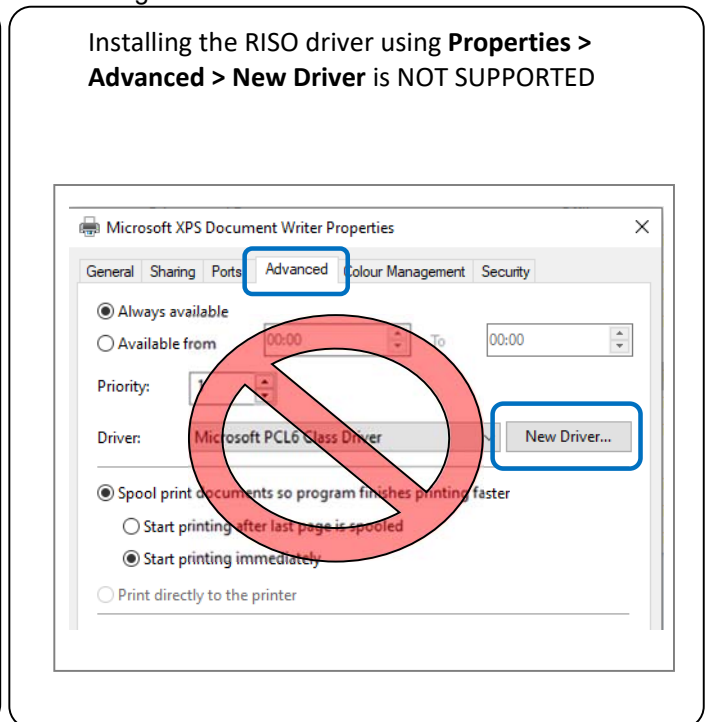 Installing the RISO driver using Properties >
Advanced > New Driver is NOT SUPPORTED
Microsoft XPS Document Writer Properties
General Sharing Ports Advanced Colour Management Security
Always available
Available from 00:00 To 00:00
Priority: 1
Driver: Microsoft PCL6 Class Driver New Driver...
Spool print documents so program finishes printing faster
Start printing after last page is spooled
Start printing immediately
Print directly to the printer